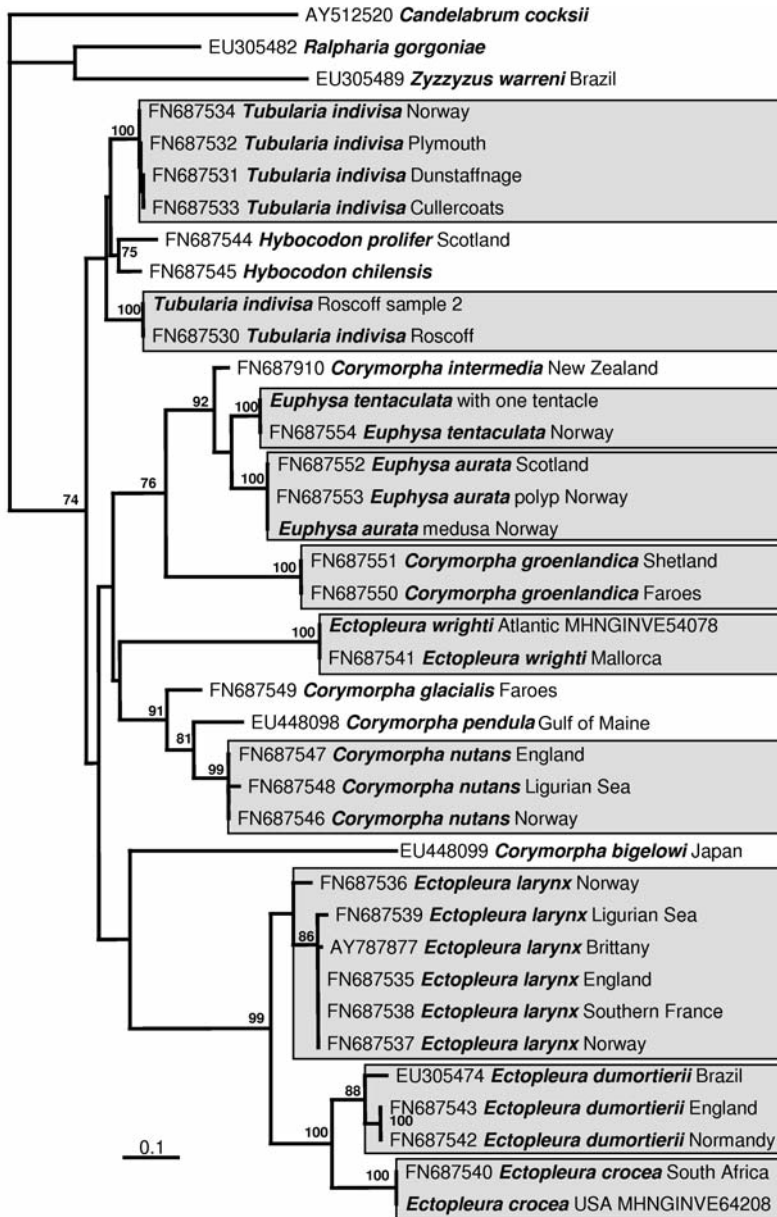 AY512520 Candelabrum cocksii
EU305482 Ralpharia gorgoniae
EU305489 Zyzzyzus warreni Brazil
FN687534 Tubularia indivisa Norway
100
FN687532 Tubularia indivisa Plymouth
FN687531 Tubularia indivisa Dunstaffnage
FN687533 Tubularia indivisa Cullercoats
FN687544 Hybocodon prolifer Scotland
75
FN687545 Hybocodon chilensis
Tubularia indivisa Roscoff sample 2
100
FN687530 Tubularia indivisa Roscoff
FN687910 Corymorpha intermedia New Zealand
92
Euphysa tentaculata with one tentacle
100
FN687554 Euphysa tentaculata Norway
FN687552 Euphysa aurata Scotland
100
FN687553 Euphysa aurata polyp Norway
76
74
Euphysa aurata medusa Norway
FN687551 Corymorpha groenlandica Shetland
100
FN687550 Corymorpha groenlandica Faroes
Ectopleura wrighti Atlantic MHNGINVE54078
100
FN687541 Ectopleura wrighti Mallorca
FN687549 Corymorpha glacialis Faroes
91
EU448098 Corymorpha pendula Gulf of Maine
81
FN687547 Corymorpha nutans England
99
FN687548 Corymorpha nutans Ligurian Sea
FN687546 Corymorpha nutans Norway
EU448099 Corymorpha bigelowi Japan
FN687536 Ectopleura larynx Norway
FN687539 Ectopleura larynx Ligurian Sea
86
AY787877 Ectopleura larynx Brittany
FN687535 Ectopleura larynx England
FN687538 Ectopleura larynx Southern France
99
FN687537 Ectopleura larynx Norway
EU305474 Ectopleura dumortierii Brazil
88
FN687543 Ectopleura dumortierii England
100
FN687542 Ectopleura dumortierii Normandy
100
0.1
FN687540 Ectopleura crocea South Africa
100
Ectopleura crocea USA MHNGINVE64208